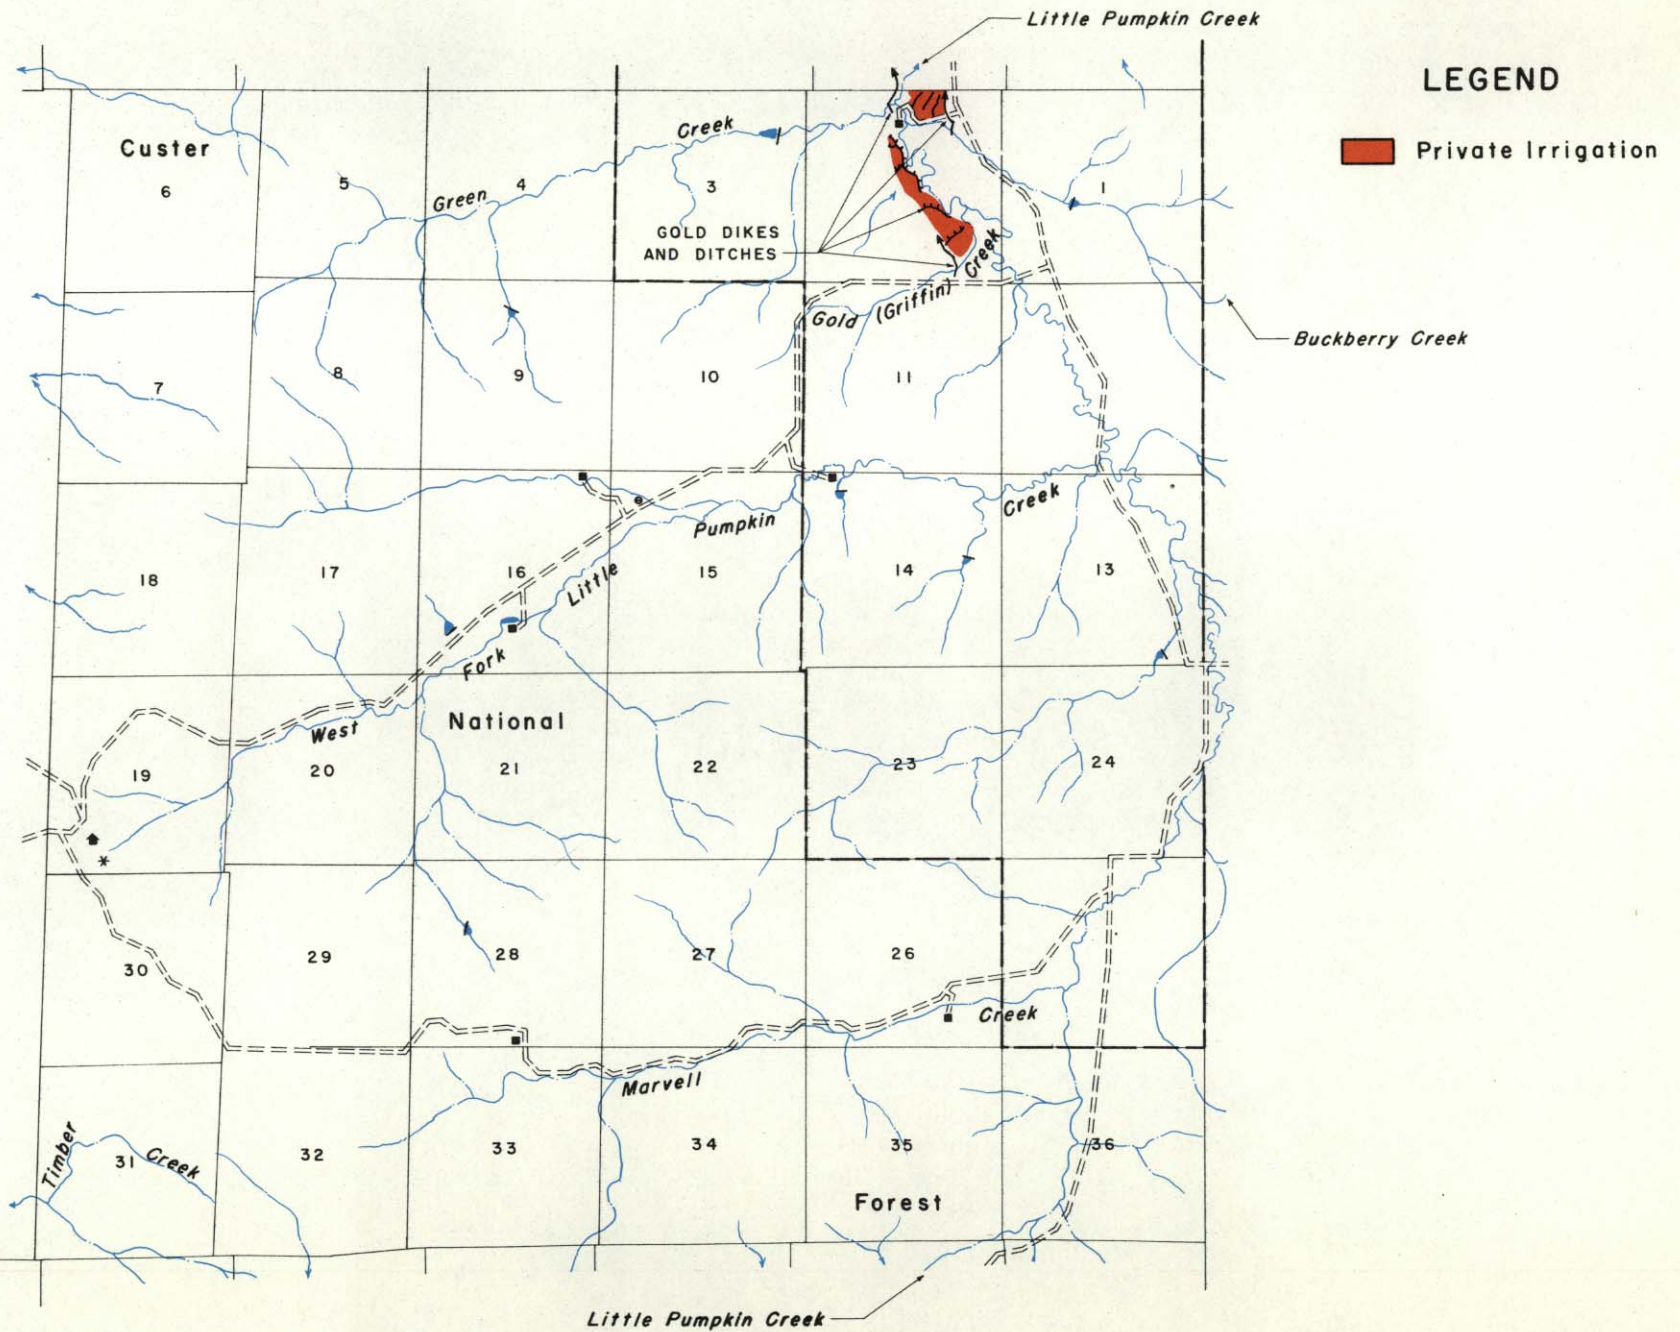 Little Pumpkin Creek
LEGEND
Private Irrigation
Custer
6
5
Green
4
Creek
3
1
GOLD DIKES
AND DITCHES
Creek
Gold (Griffin)
Buckberry Creek
7
8
9
10
11
18
17
16
Little
Pumpkin
15
14
Creek
13
Fork
West
National
19
20
21
22
23
24
30
29
28
27
26
Creek
Marvell
Timber
31
Creek
32
33
34
35
36
Forest
Little Pumpkin Creek